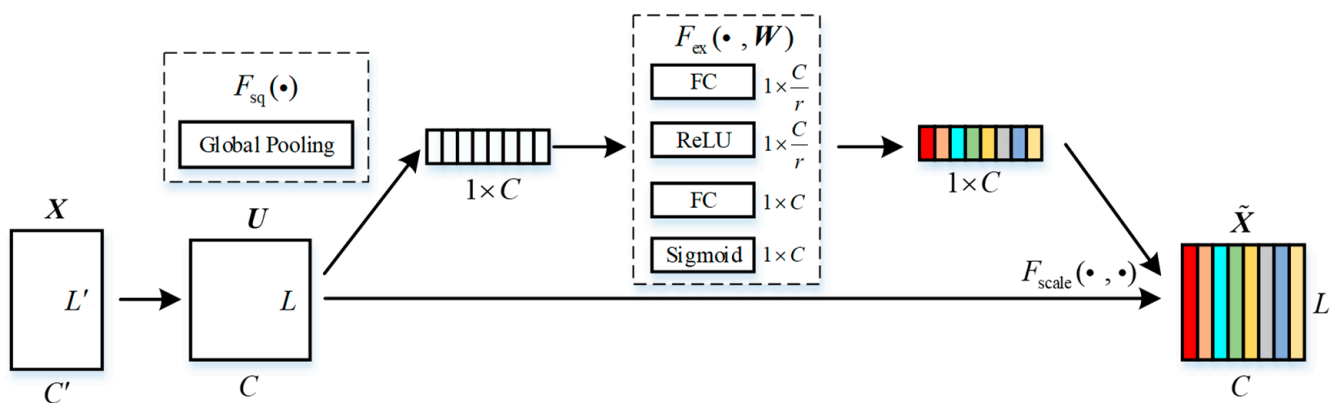 F_sq(•)
Global Pooling
X
L′
C′
U
L
C
1×C
F_ex(•, W)
FC 1×C/r
ReLU 1×C/r
FC 1×C
Sigmoid 1×C
1×C
F_scale(•, •)
X̃
L
C